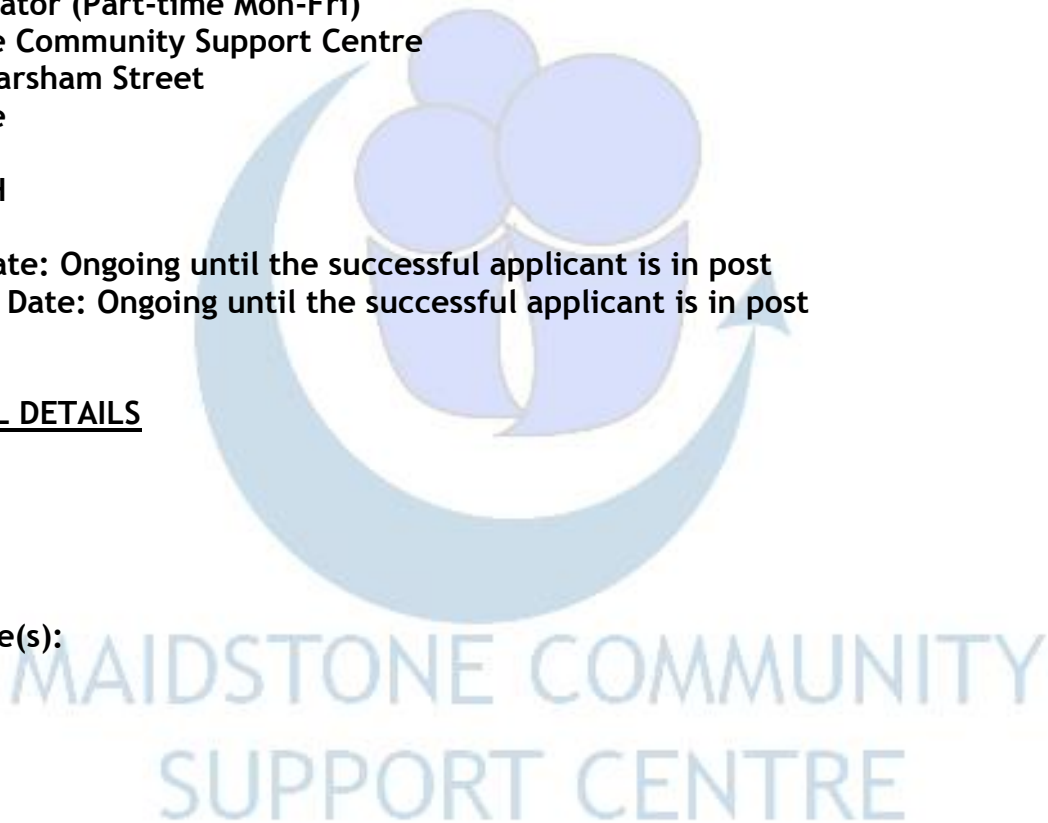 ator (Part-time Mon-Fri)
e Community Support Centre
arsham Street
e
H
ate: Ongoing until the successful applicant is in post
Date: Ongoing until the successful applicant is in post
L DETAILS
e(s):
MAIDSTONE COMMUNITY
SUPPORT CENTRE